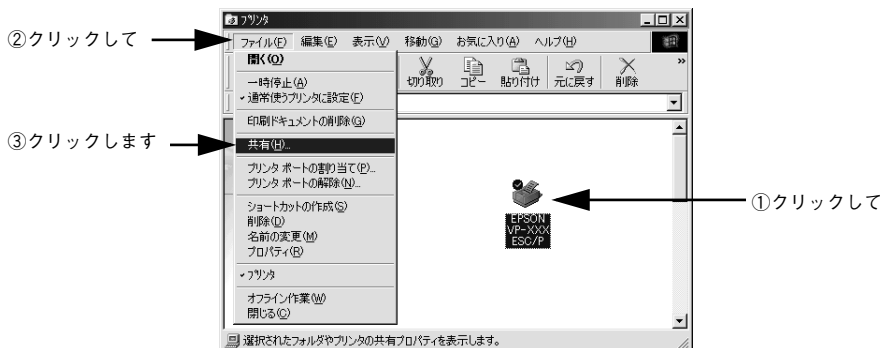 プリンタ
②クリックして
ファイル(F) 編集(E) 表示(V) 移動(G) お気に入り(A) ヘルプ(H)
開く(O)
切り取り コピー 貼り付け 元に戻す 削除
一時停止(A)
通常使うプリンタに設定(F)
印刷ドキュメントの削除(G)
③クリックします
共有(H)...
プリンタ ポートの割り当て(P)...
プリンタ ポートの解除(N)...
ショートカットの作成(S)
削除(D)
名前の変更(M)
プロパティ(R)
①クリックして
EPSON
VP-XXX
ESC/P
プリンタ
オフライン作業(W)
閉じる(C)
選択されたフォルダやプリンタの共有プロパティを表示します。